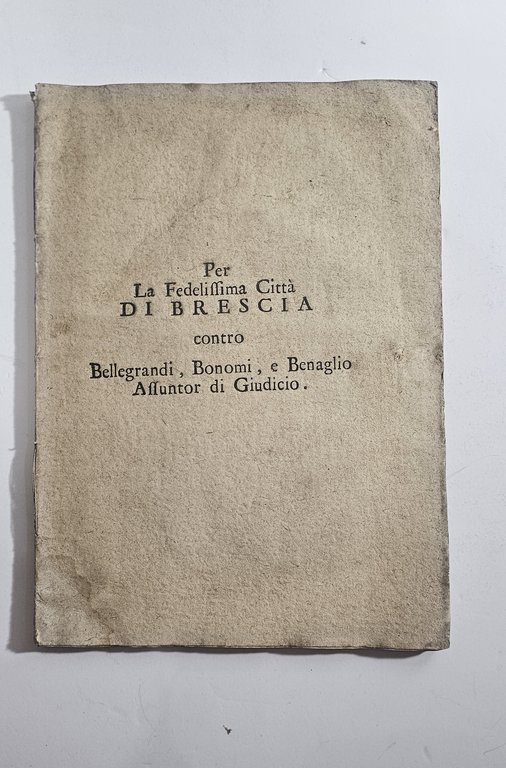 Per
La Fedeliſſima Città
DI BRESCIA
contro
Bellegrandi, Bonomi, e Benaglio
Aſſuntor di Giudicio.